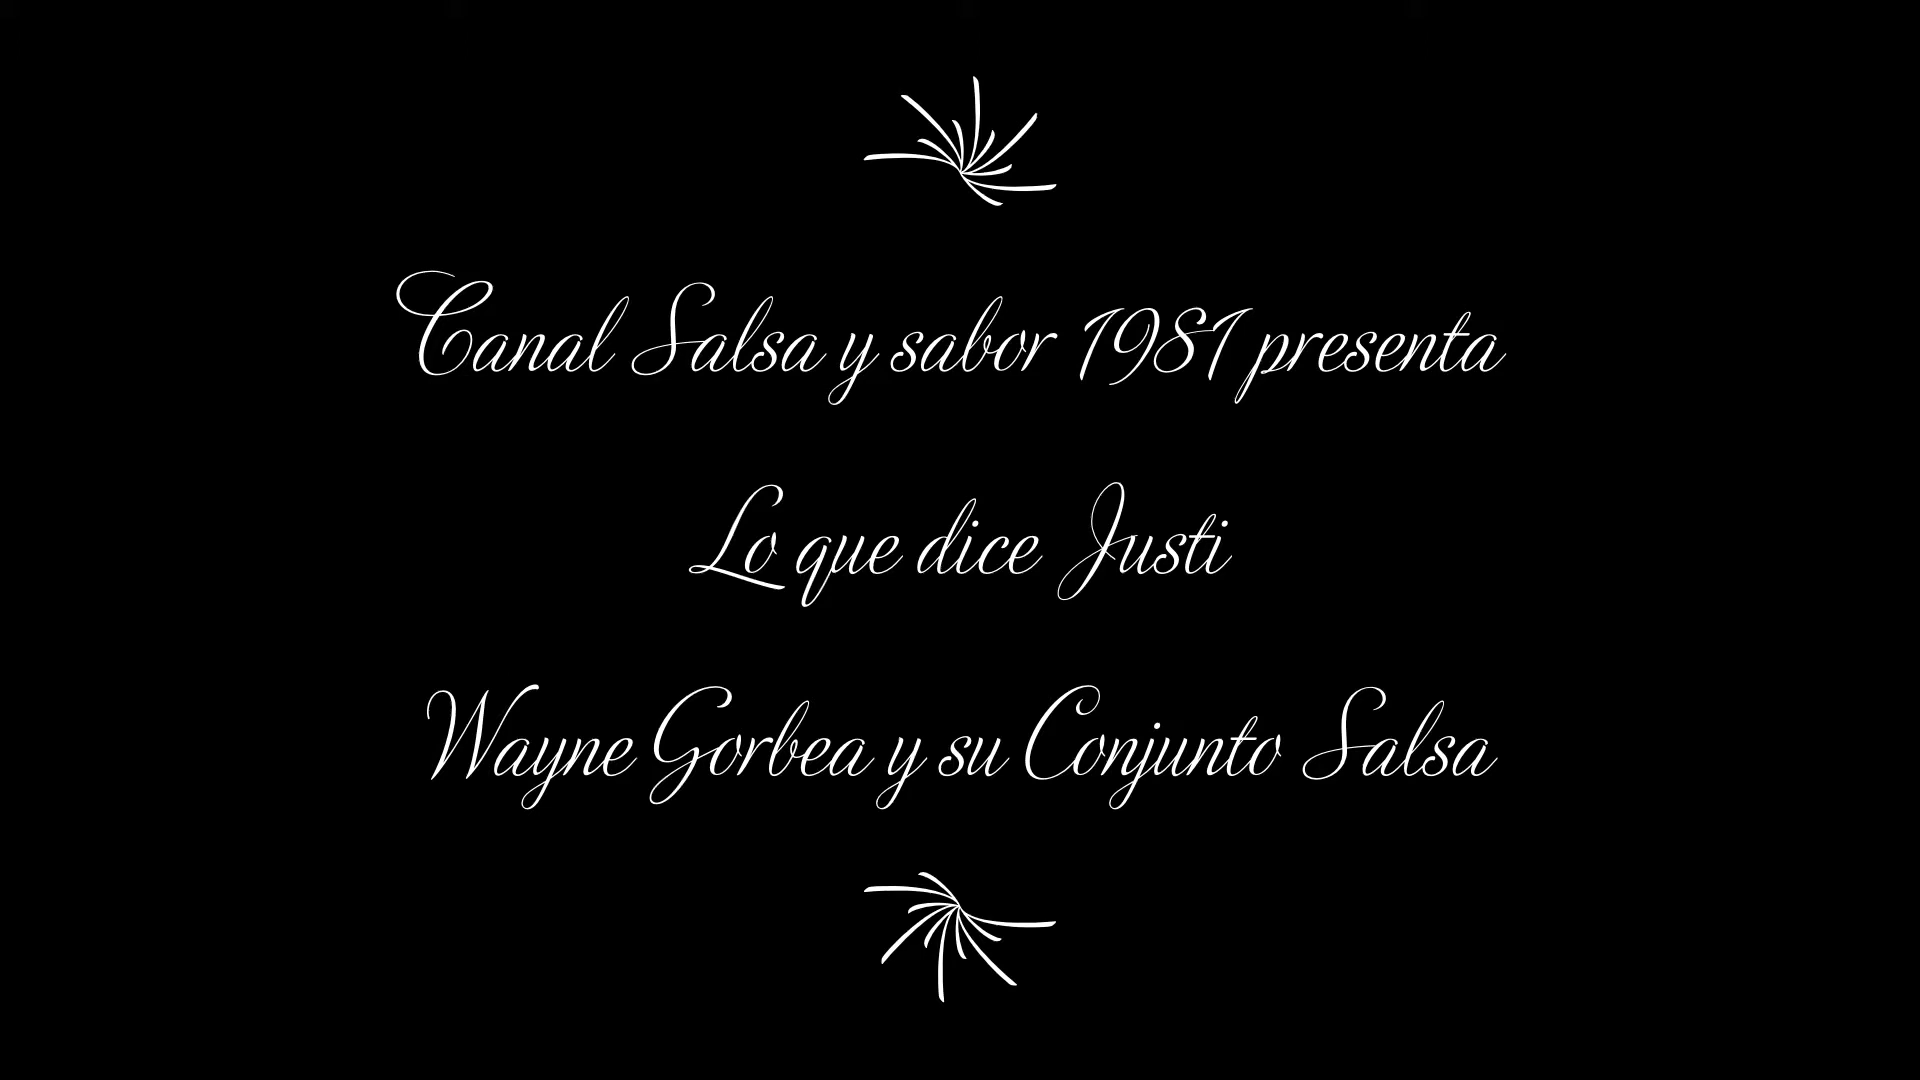 Canal Salsa y sabor 1981 presenta
Lo que dice Justi
Wayne Gorbea y su Conjunto Salsa